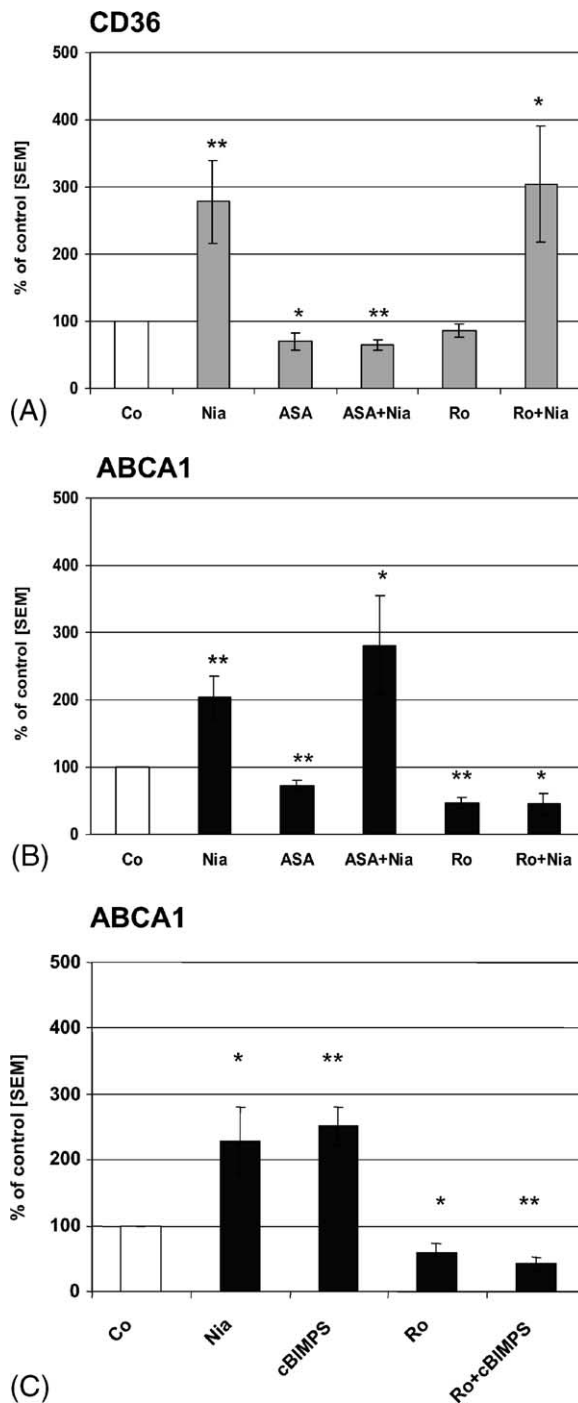 CD36
500
400
300
200
100
0
% of control [SEM]
**
*
**
*
Co Nia ASA ASA+Nia Ro Ro+Nia
(A)
ABCA1
500
400
300
200
100
0
% of control [SEM]
**
**
*
**
*
Co Nia ASA ASA+Nia Ro Ro+Nia
(B)
ABCA1
500
400
300
200
100
0
% of control [SEM]
*
**
*
**
Co Nia cBIMPS Ro Ro+cBIMPS
(C)